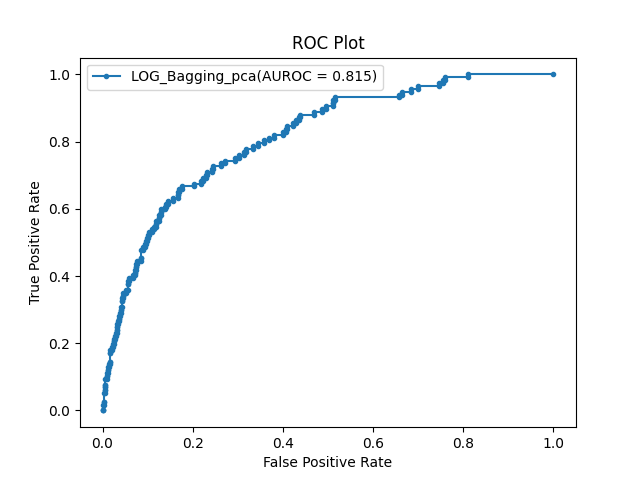 ROC Plot
LOG_Bagging_pca(AUROC = 0.815)
1.0
0.8
0.6
0.4
0.2
0.0
True Positive Rate
0.0 0.2 0.4 0.6 0.8 1.0
False Positive Rate